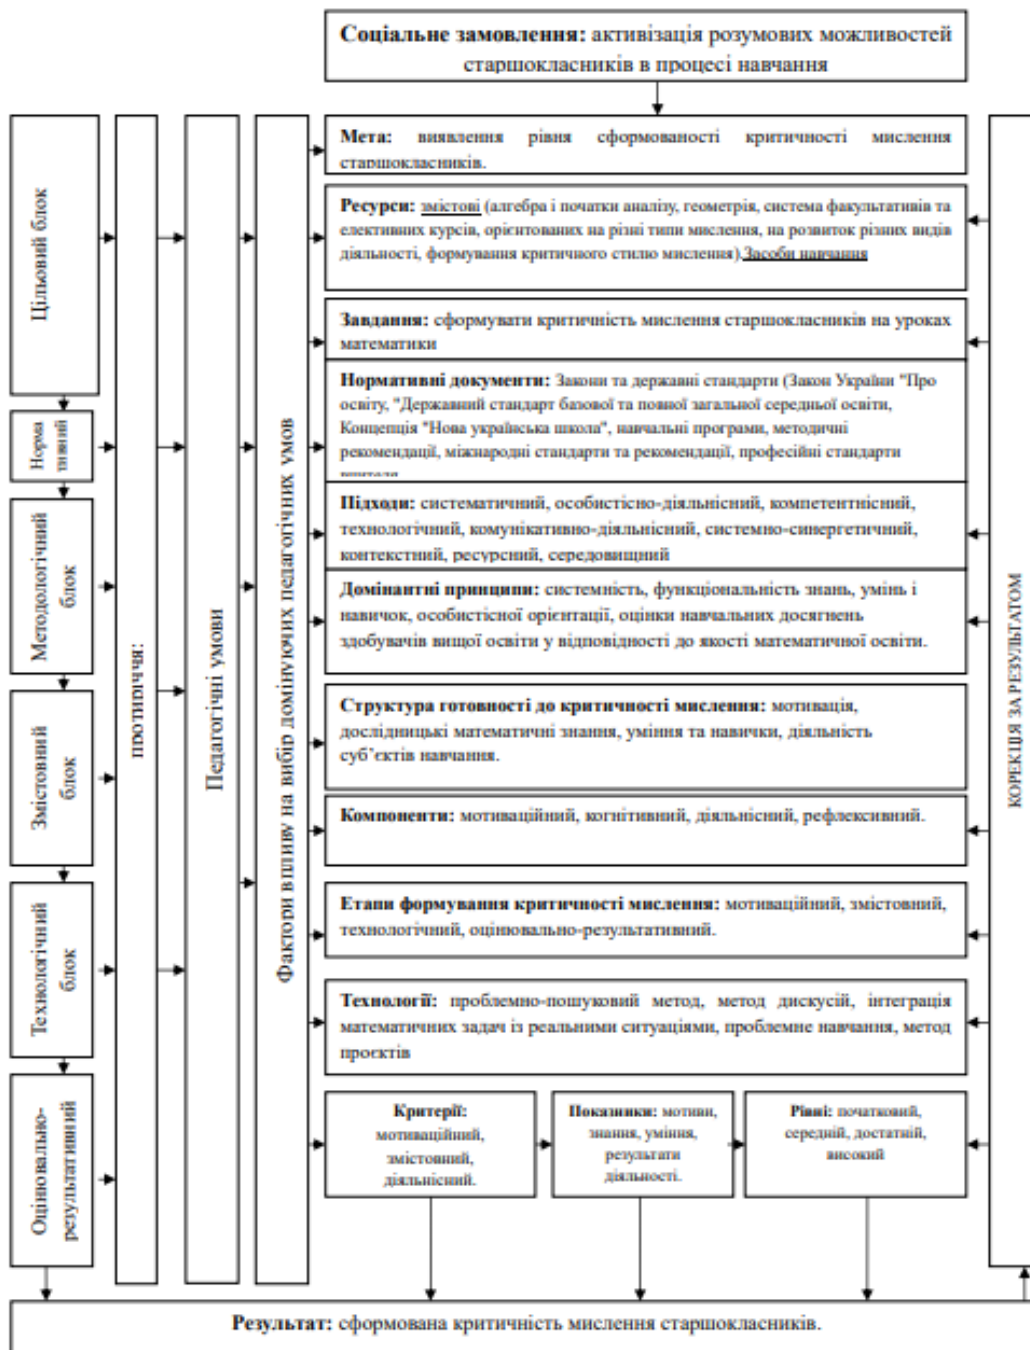 Соціальне замовлення: активізація розумових можливостей
старшокласників в процесі навчання
Цільовий блок
Норма
тивний
Методологічний
блок
Змістовний
блок
Технологічний
блок
Оцінювально-
результативний
протиріччя:
Педагогічні умови
Фактори впливу на вибір домінуючих педагогічних умов
Мета: виявлення рівня сформованості критичності мислення
старшокласників.
Ресурси: змістові (алгебра і початки аналізу, геометрія, система факультативів та
елективних курсів, орієнтованих на різні типи мислення, на розвиток різних видів
діяльності, формування критичного стилю мислення).Засоби навчання
Завдання: сформувати критичність мислення старшокласників на уроках
математики
Нормативні документи: Закони та державні стандарти (Закон України "Про
освіту, "Державний стандарт базової та повної загальної середньої освіти,
Концепція "Нова українська школа", навчальні програми, методичні
рекомендації, міжнародні стандарти та рекомендації, професійні стандарти
вчителя
Підходи: систематичний, особистісно-діяльнісний, компетентнісний,
технологічний, комунікативно-діяльнісний, системно-синергетичний,
контекстний, ресурсний, середовищний
Домінантні принципи: системність, функціональність знань, умінь і
навичок, особистісної орієнтації, оцінки навчальних досягнень
здобувачів вищої освіти у відповідності до якості математичної освіти.
Структура готовності до критичності мислення: мотивація,
дослідницькі математичні знання, уміння та навички, діяльність
суб’єктів навчання.
Компоненти: мотиваційний, когнітивний, діяльнісний, рефлексивний.
Етапи формування критичності мислення: мотиваційний, змістовний,
технологічний, оцінювально-результативний.
Технології: проблемно-пошуковий метод, метод дискусій, інтеграція
математичних задач із реальними ситуаціями, проблемне навчання, метод
проєктів
Критерії:
мотиваційний,
змістовний,
діяльнісний.
Показники: мотиви,
знання, уміння,
результати
діяльності.
Рівні: початковий,
середній, достатній,
високий
КОРЕКЦІЯ ЗА РЕЗУЛЬТАТОМ
Результат: сформована критичність мислення старшокласників.